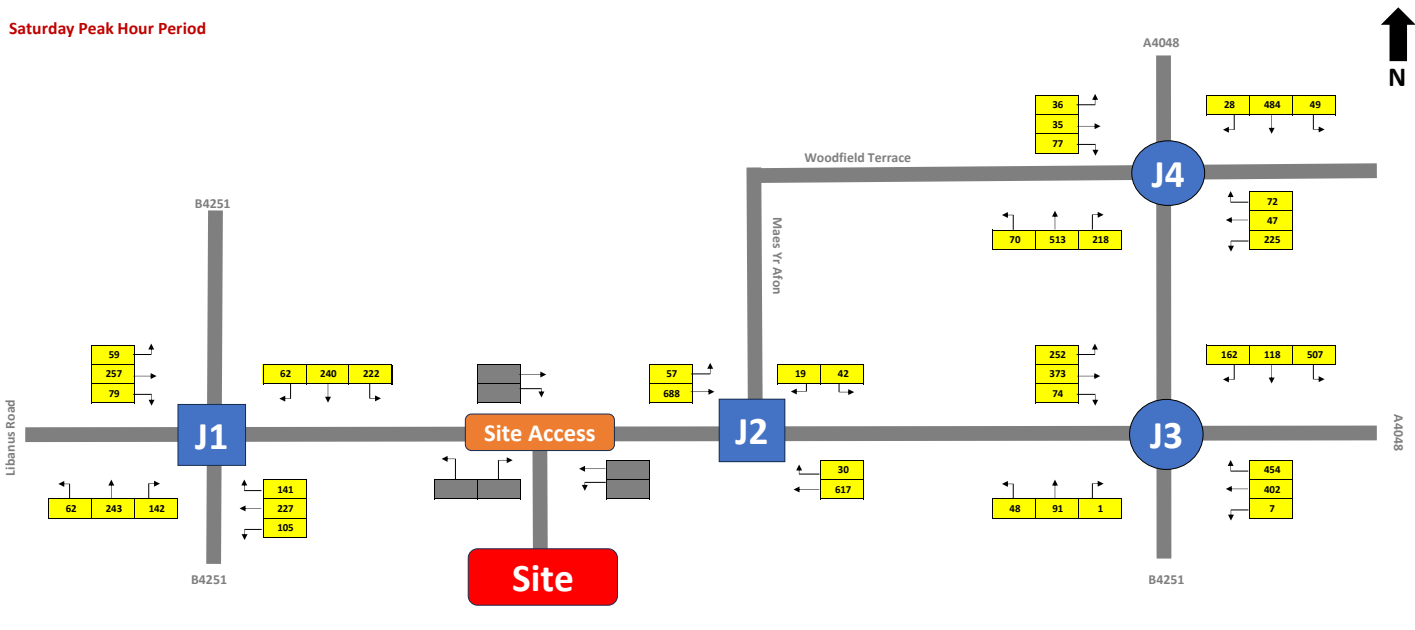 Saturday Peak Hour Period
A4048
N
36
35
77
28 484 49
Woodfield Terrace
J4
B4251
72
47
225
70 513 218
Maes Yr Afon
59
257
79
62 240 222
57
688
19 42
252
373
74
162 118 507
Libanus Road
J1
Site Access
J2
J3
A4048
62 243 142
141
227
105
30
617
48 91 1
454
402
7
B4251
Site
B4251